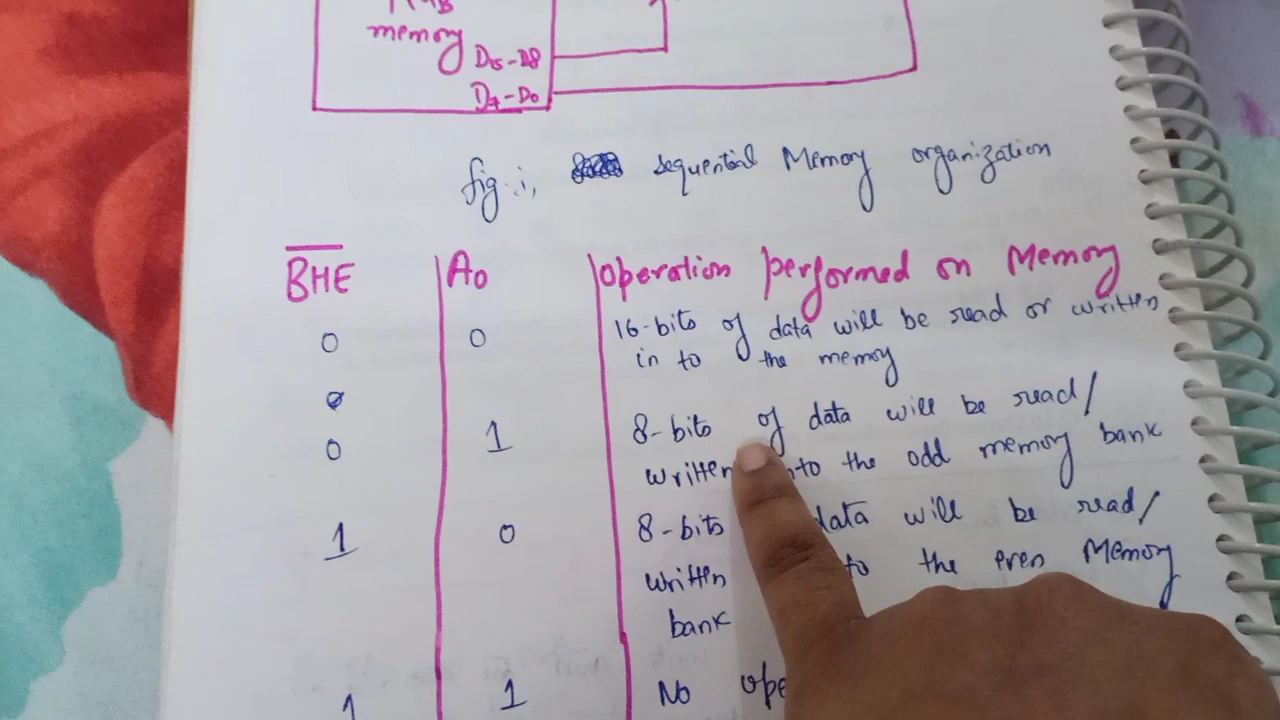 memory
D15-D8
D7-D0
fig:i, sequential Memory organization
BHE A0 operation performed on Memory
0 0 16-bits of data will be read or written
in to the memory
0 1 8-bits of data will be read/
written into the odd memory bank
1 0 8-bits data will be read/
written to the even Memory
bank
1 1 No ope